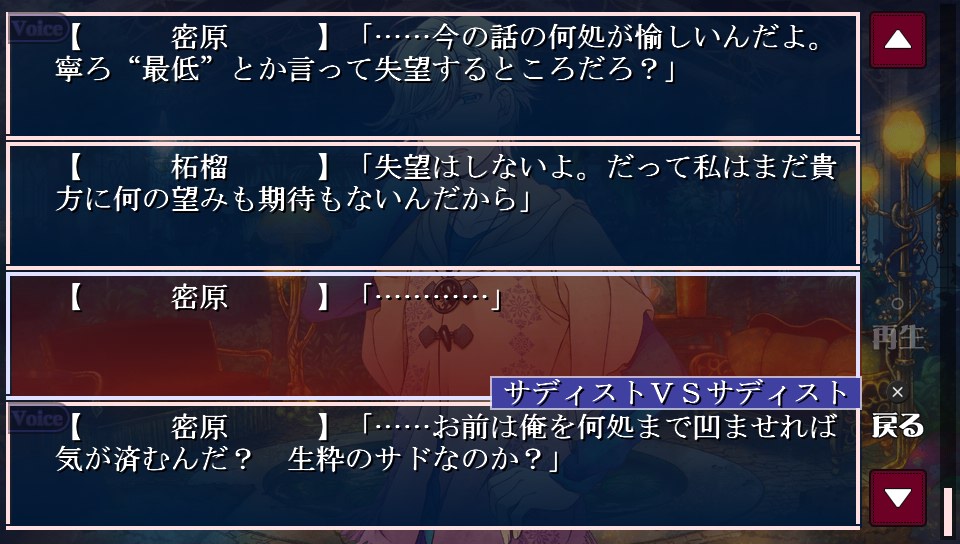 Voice
【　　　密原　　　】「……今の話の何処が愉しいんだよ。
寧ろ“最低”とか言って失望するところだろ？」
【　　　柘榴　　　】「失望はしないよ。だって私はまだ貴
方に何の望みも期待もないんだから」
【　　　密原　　　】「…………」
サディストＶＳサディスト
Voice
【　　　密原　　　】「……お前は俺を何処まで凹ませれば
気が済むんだ？　生粋のサドなのか？」
○
再生
×
戻る